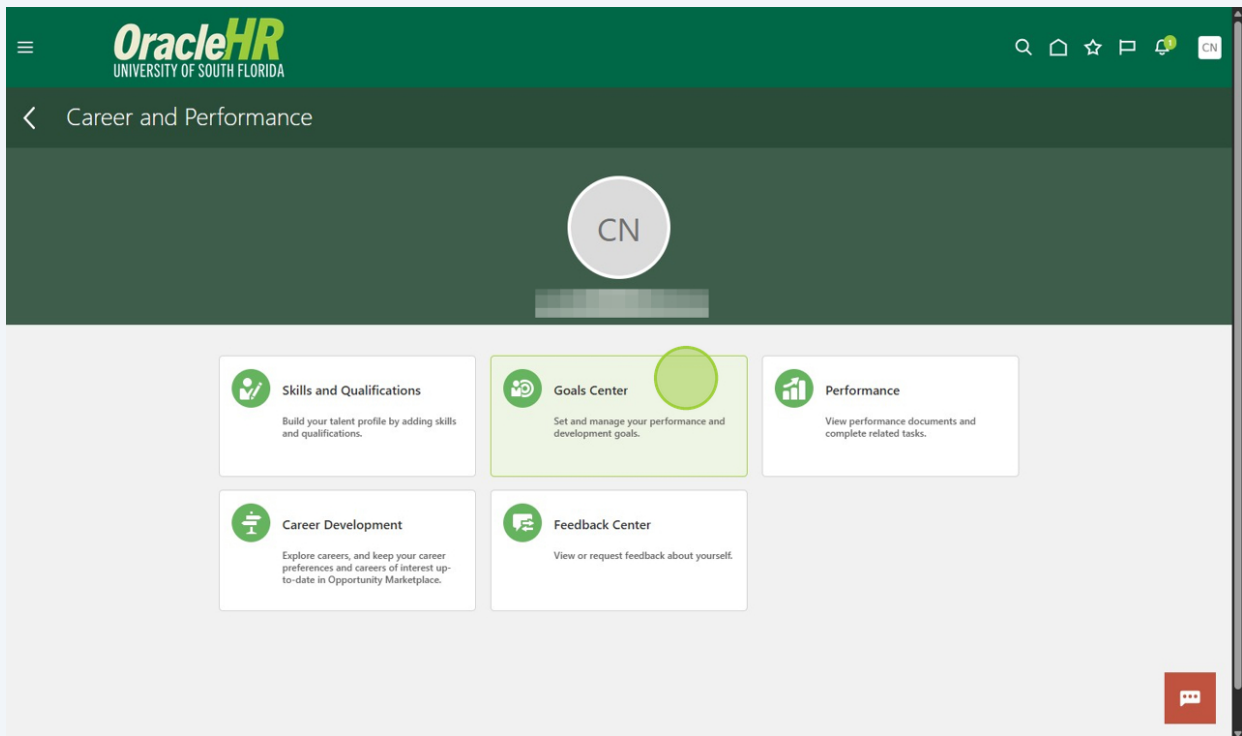 OracleHR
UNIVERSITY OF SOUTH FLORIDA
1
CN
Career and Performance
CN
Skills and Qualifications
Build your talent profile by adding skills
and qualifications.
Goals Center
Set and manage your performance and
development goals.
Performance
View performance documents and
complete related tasks.
Career Development
Explore careers, and keep your career
preferences and careers of interest up-
to-date in Opportunity Marketplace.
Feedback Center
View or request feedback about yourself.